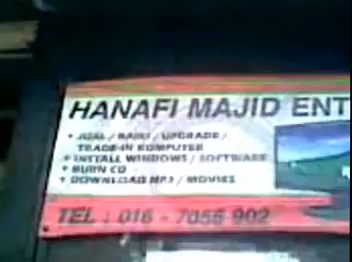 HANAFI MAJID ENT
• JUAL / BAIKI / UPGRADE /
TRADE-IN KOMPUTER
• INSTALL WINDOWS / SOFTWARE
• BURN CD
• DOWNLOAD MP3 / MOVIES
TEL : 016 - 7056 902